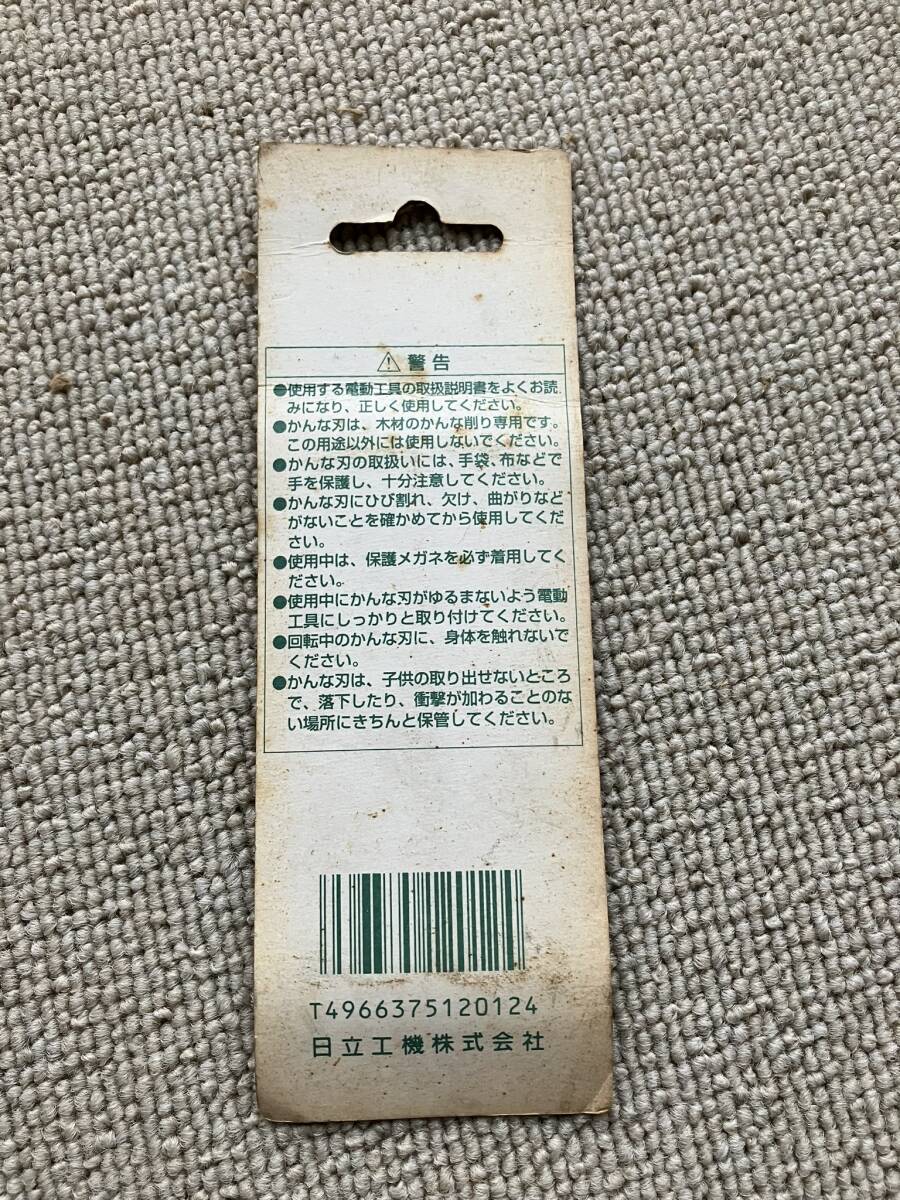 ⚠警告
●使用する電動工具の取扱説明書をよくお読
みになり、正しく使用してください。
●かんな刃は、木材のかんな削り専用です。
この用途以外には使用しないでください。
●かんな刃の取扱いには、手袋、布などで
手を保護し、十分注意してください。
●かんな刃にひび割れ、欠け、曲がりなど
がないことを確かめてから使用してくだ
さい。
●使用中は、保護メガネを必ず着用してく
ださい。
●使用中にかんな刃がゆるまないよう電動
工具にしっかりと取り付けてください。
●回転中のかんな刃に、身体を触れないで
ください。
●かんな刃は、子供の取り出せないところ
で、落下したり、衝撃が加わることのな
い場所にきちんと保管してください。
T4966375120124
日立工機株式会社